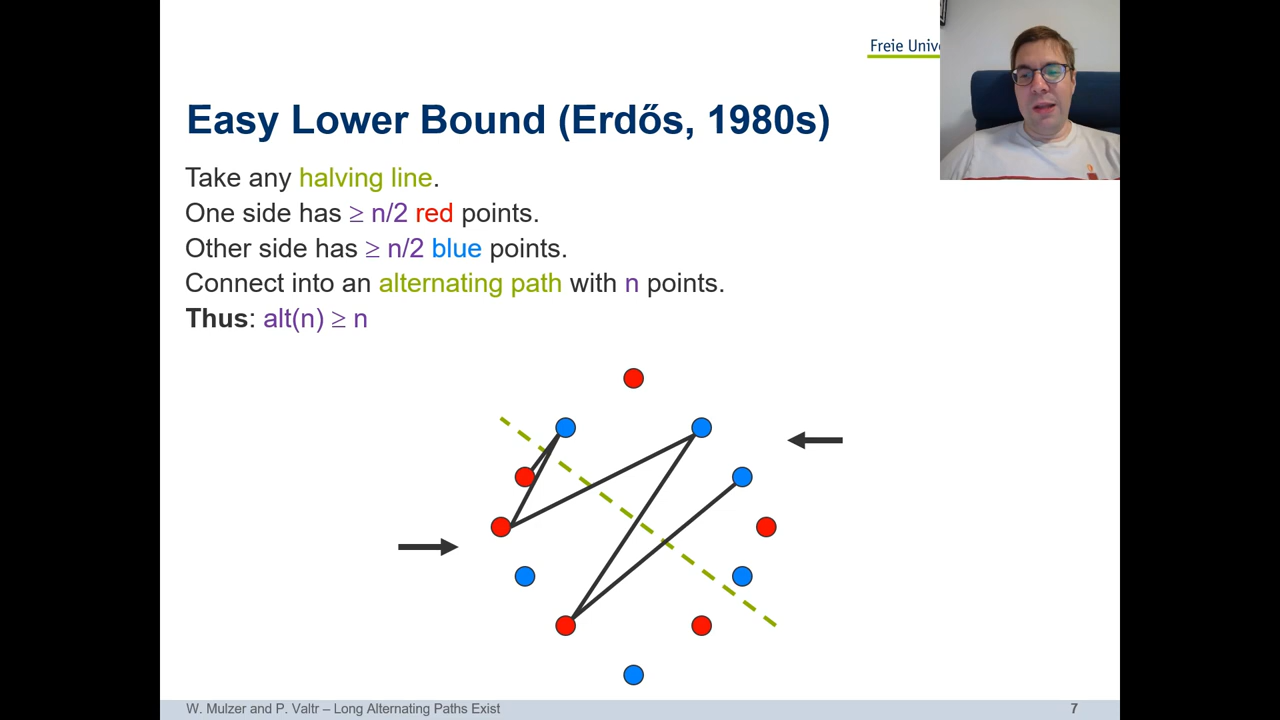 Freie Unive
Easy Lower Bound (Erdős, 1980s)
Take any halving line.
One side has ≥ n/2 red points.
Other side has ≥ n/2 blue points.
Connect into an alternating path with n points.
Thus: alt(n) ≥ n
W. Mulzer and P. Valtr – Long Alternating Paths Exist
7